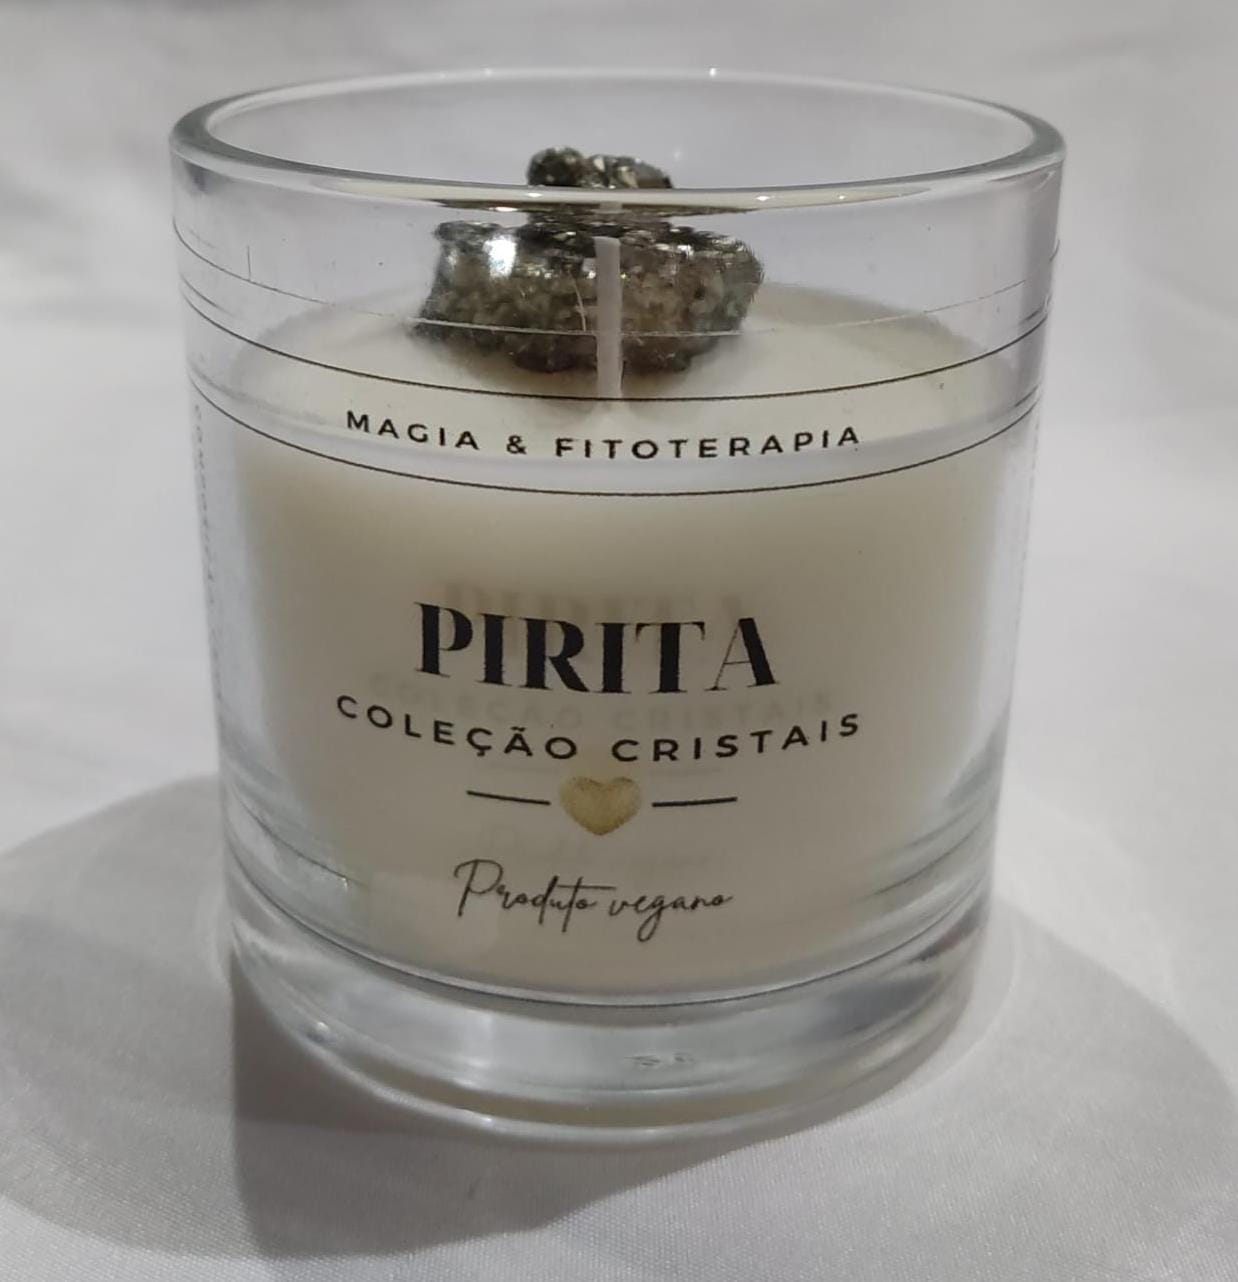 MAGIA & FITOTERAPIA
PIRITA
COLEÇÃO CRISTAIS
Produto vegano